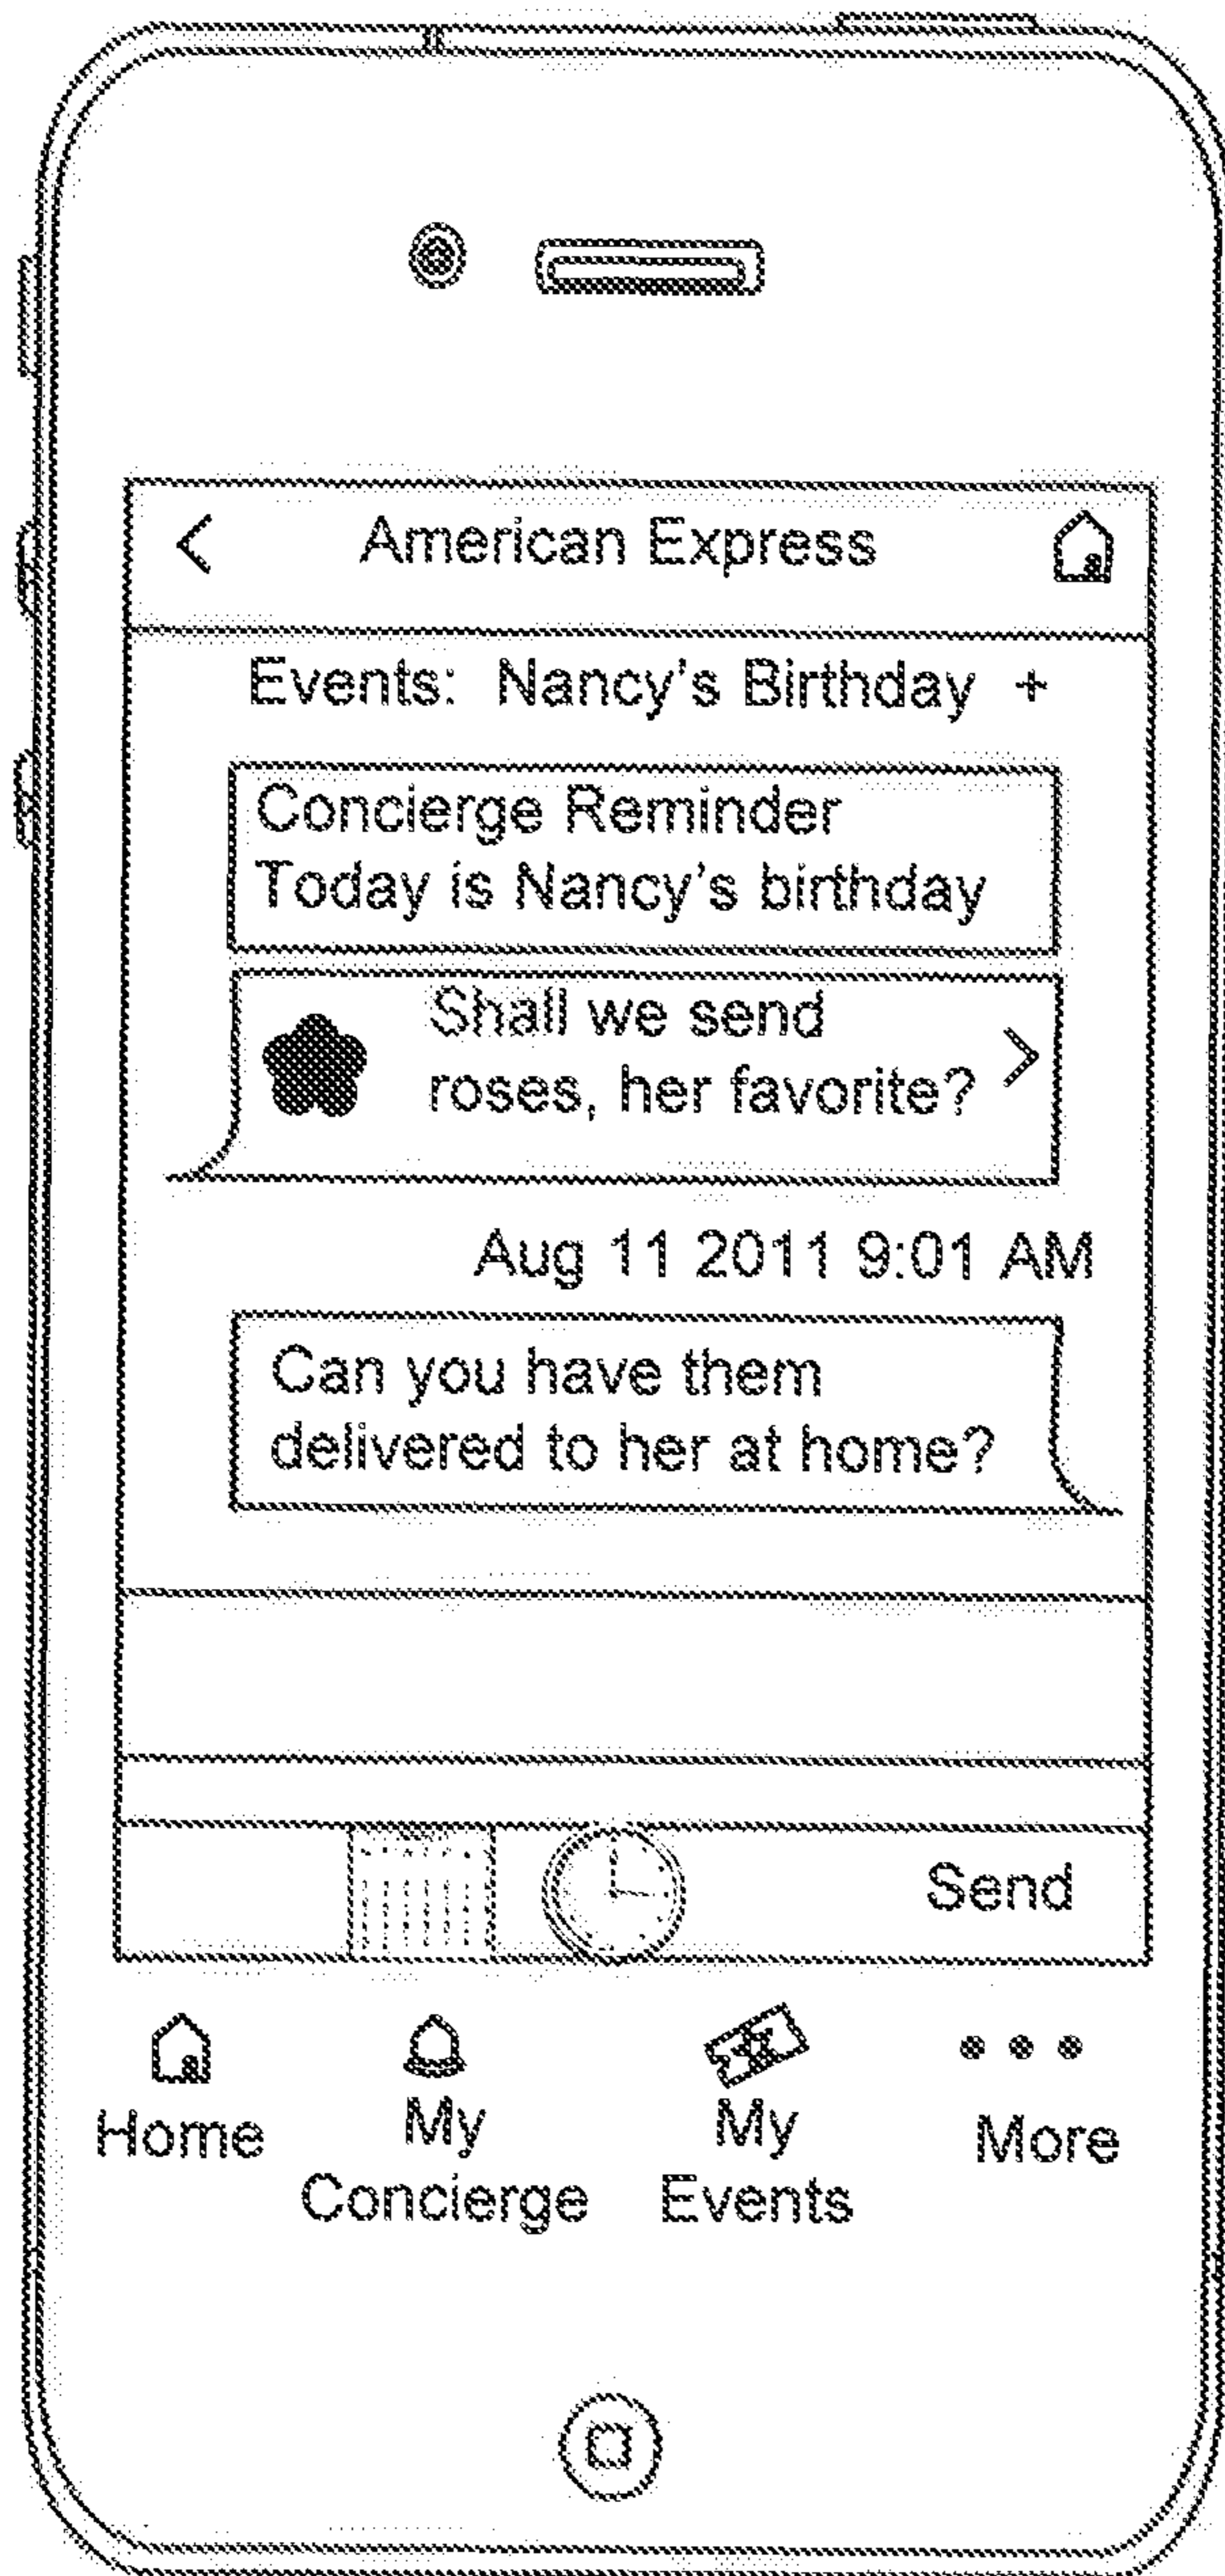 American Express
Events: Nancy's Birthday +
Concierge Reminder
Today is Nancy's birthday
Shall we send
roses, her favorite?
Aug 11 2011 9:01 AM
Can you have them
delivered to her at home?
Send
Home
My
Concierge
My
Events
More